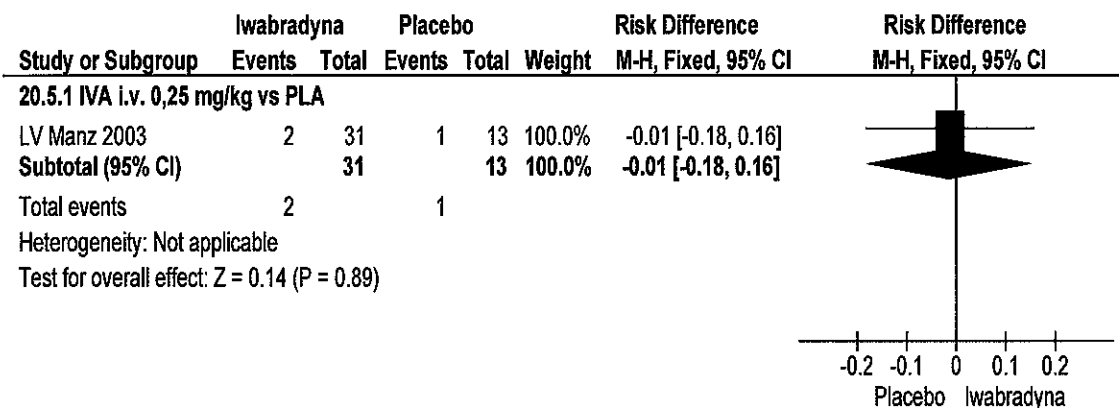 Iwabradyna Placebo Risk Difference Risk Difference
Study or Subgroup Events Total Events Total Weight M-H, Fixed, 95% CI M-H, Fixed, 95% CI
20.5.1 IVA i.v. 0,25 mg/kg vs PLA
LV Manz 2003 2 31 1 13 100.0% -0.01 [-0.18, 0.16]
Subtotal (95% CI) 31 13 100.0% -0.01 [-0.18, 0.16]
Total events 2 1
Heterogeneity: Not applicable
Test for overall effect: Z = 0.14 (P = 0.89)
-0.2 -0.1 0 0.1 0.2
Placebo Iwabradyna